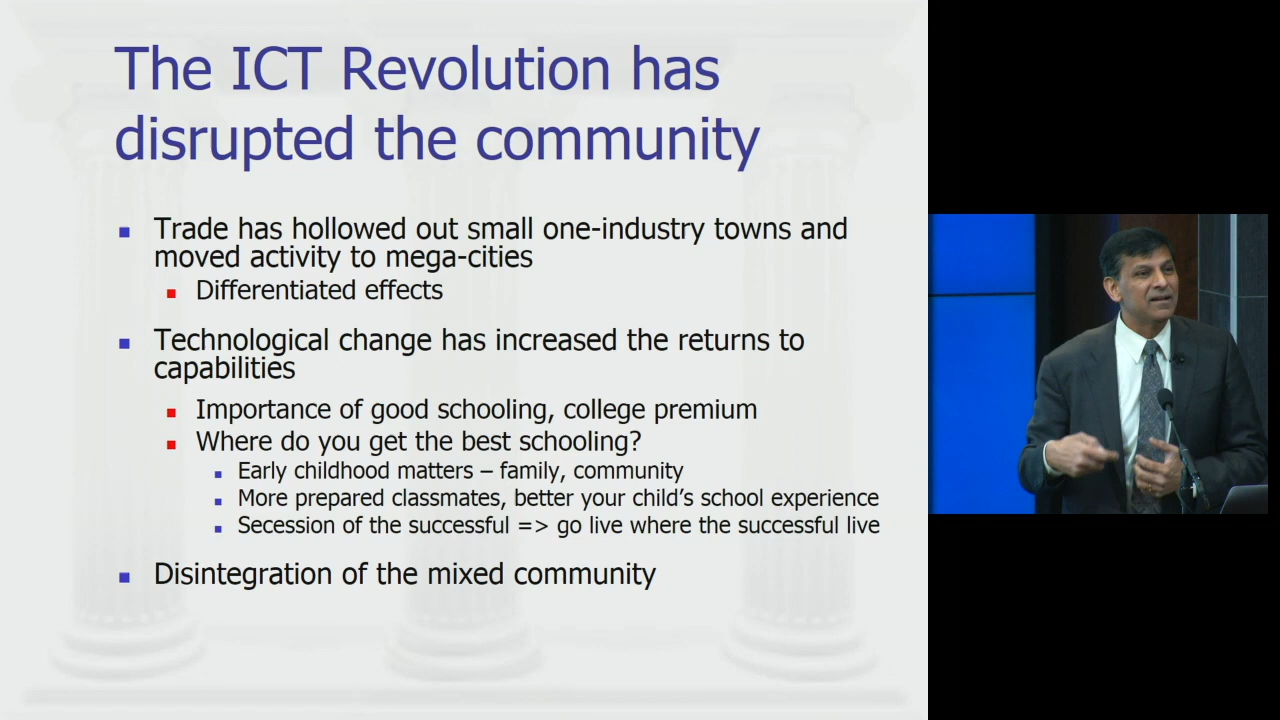 The ICT Revolution has
disrupted the community
Trade has hollowed out small one-industry towns and
moved activity to mega-cities
Differentiated effects
Technological change has increased the returns to
capabilities
Importance of good schooling, college premium
Where do you get the best schooling?
Early childhood matters – family, community
More prepared classmates, better your child's school experience
Secession of the successful => go live where the successful live
Disintegration of the mixed community